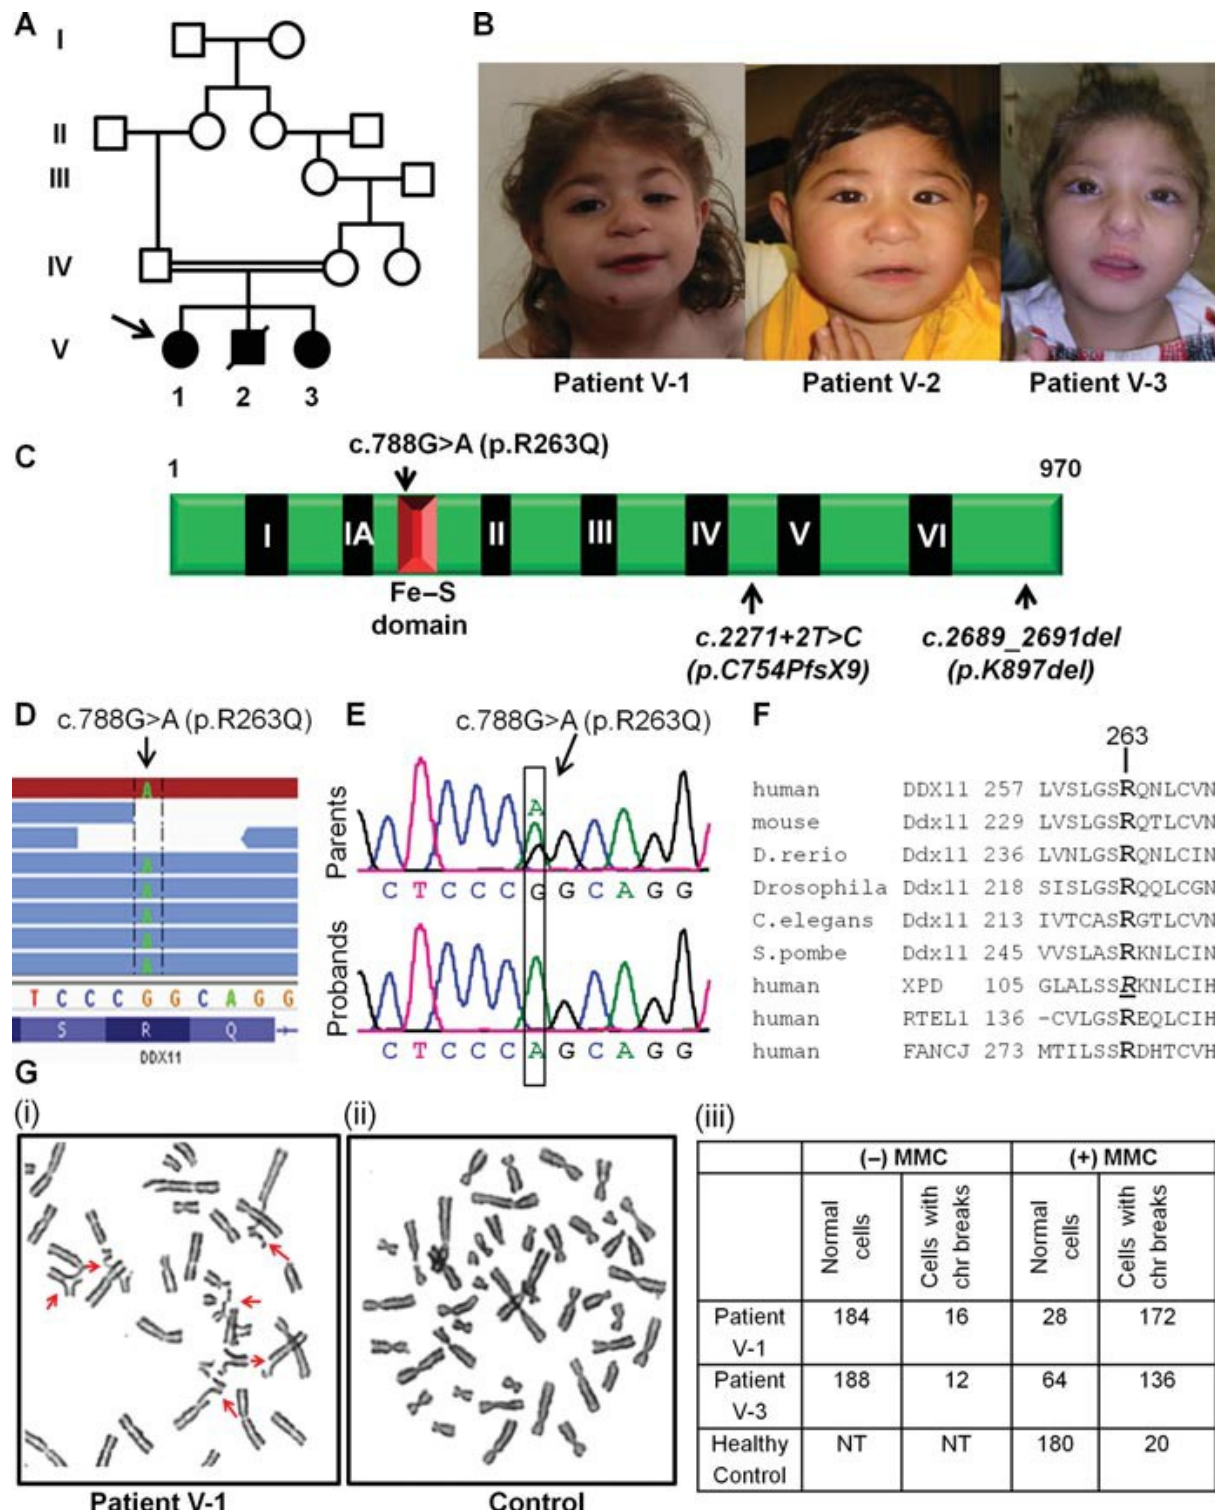 A
I
II
III
IV
V
1 2 3
B
Patient V-1 Patient V-2 Patient V-3
C
c.788G>A (p.R263Q)
1 970
I IA II III IV V VI
Fe–S
domain
c.2271+2T>C
(p.C754PfsX9)
c.2689_2691del
(p.K897del)
D
c.788G>A (p.R263Q)
A
A
A
A
A
A
T C C C G G C A G G
S R Q
DDX11
E
c.788G>A (p.R263Q)
Parents
A
C T C C C G G C A G G
Probands
C T C C C A G C A G G
F
263
human DDX11 257 LVSLGSRQNLCVN
mouse Ddx11 229 LVSLGSRQTLCVN
D.rerio Ddx11 236 LVNLGSRQNLCIN
Drosophila Ddx11 218 SISLGSRQQLCGN
C.elegans Ddx11 213 IVTCASRGTLCVN
S.pombe Ddx11 245 VVSLASRKNLCIN
human XPD 105 GLALSSRKNLCIH
human RTEL1 136 -CVLGSREQLCIH
human FANCJ 273 MTILSSRDHTCVH
G
(i)
Patient V-1
(ii)
Control
(iii)
(–) MMC (+) MMC
Normal cells
Cells with chr breaks
Normal cells
Cells with chr breaks
Patient V-1 184 16 28 172
Patient V-3 188 12 64 136
Healthy Control NT NT 180 20